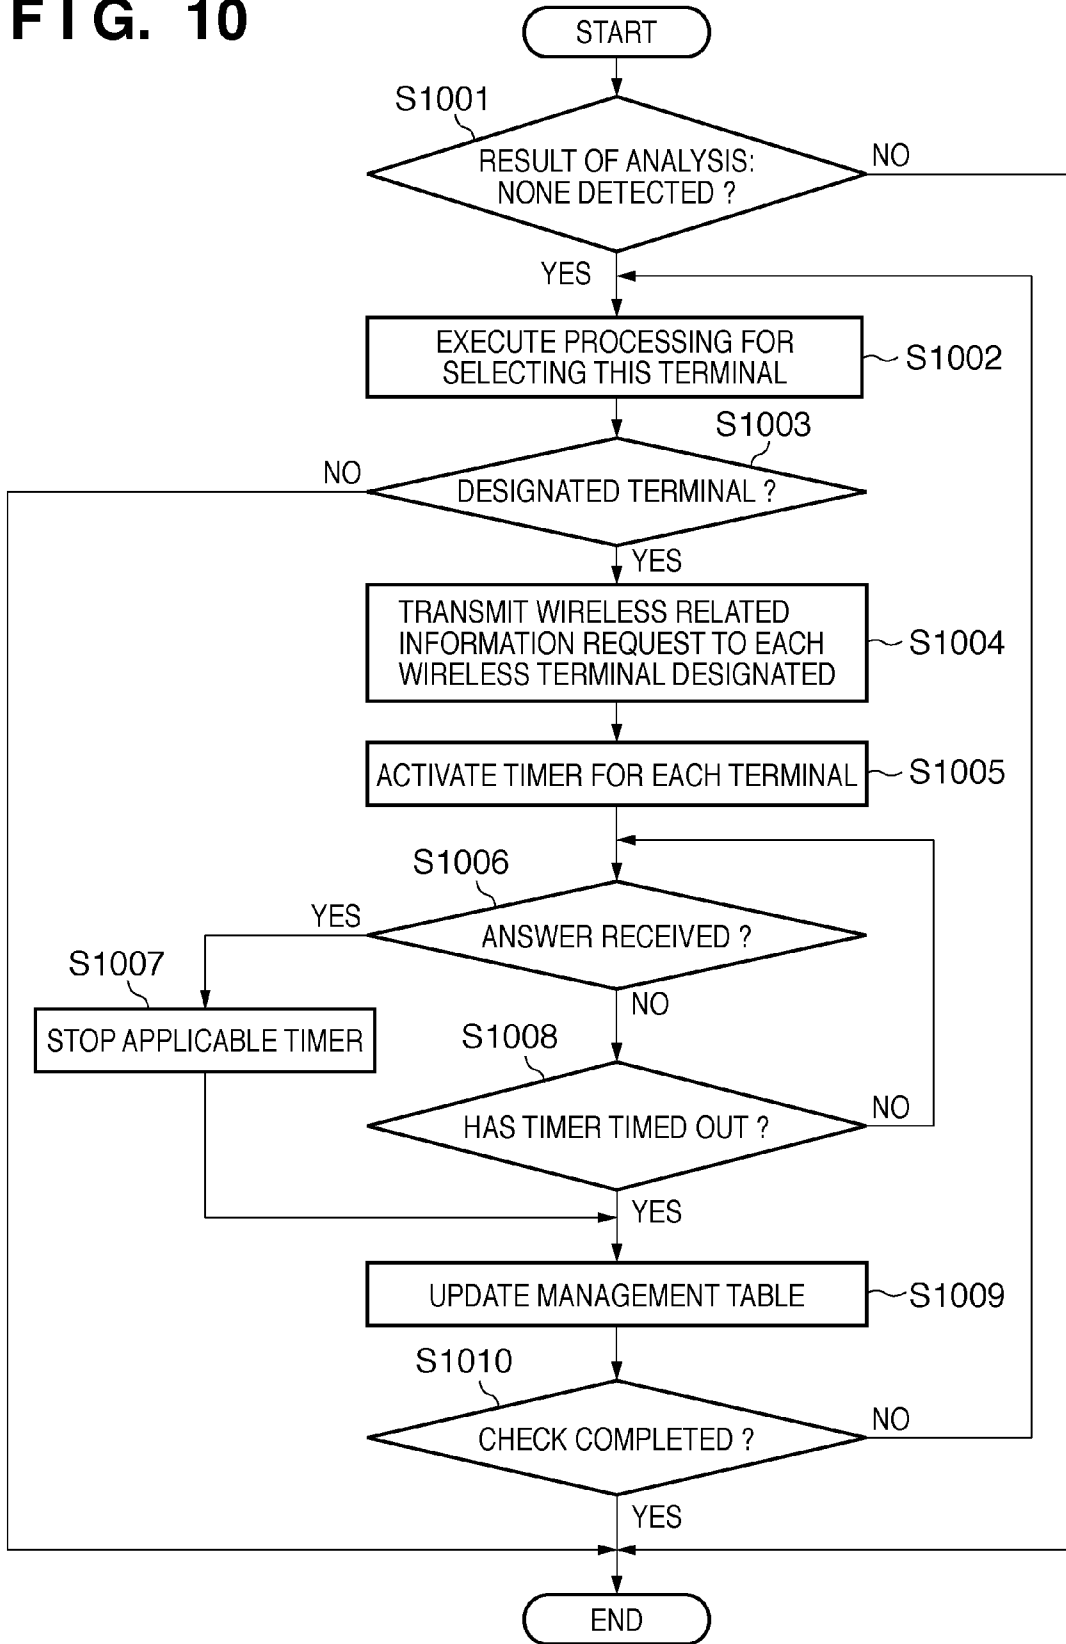 FIG. 10
START
S1001
RESULT OF ANALYSIS:
NONE DETECTED ?
NO
YES
EXECUTE PROCESSING FOR
SELECTING THIS TERMINAL
S1002
S1003
NO
DESIGNATED TERMINAL ?
YES
TRANSMIT WIRELESS RELATED
INFORMATION REQUEST TO EACH
WIRELESS TERMINAL DESIGNATED
S1004
ACTIVATE TIMER FOR EACH TERMINAL
S1005
S1006
YES
ANSWER RECEIVED ?
S1007
NO
STOP APPLICABLE TIMER
S1008
HAS TIMER TIMED OUT ?
NO
YES
UPDATE MANAGEMENT TABLE
S1009
S1010
CHECK COMPLETED ?
NO
YES
END